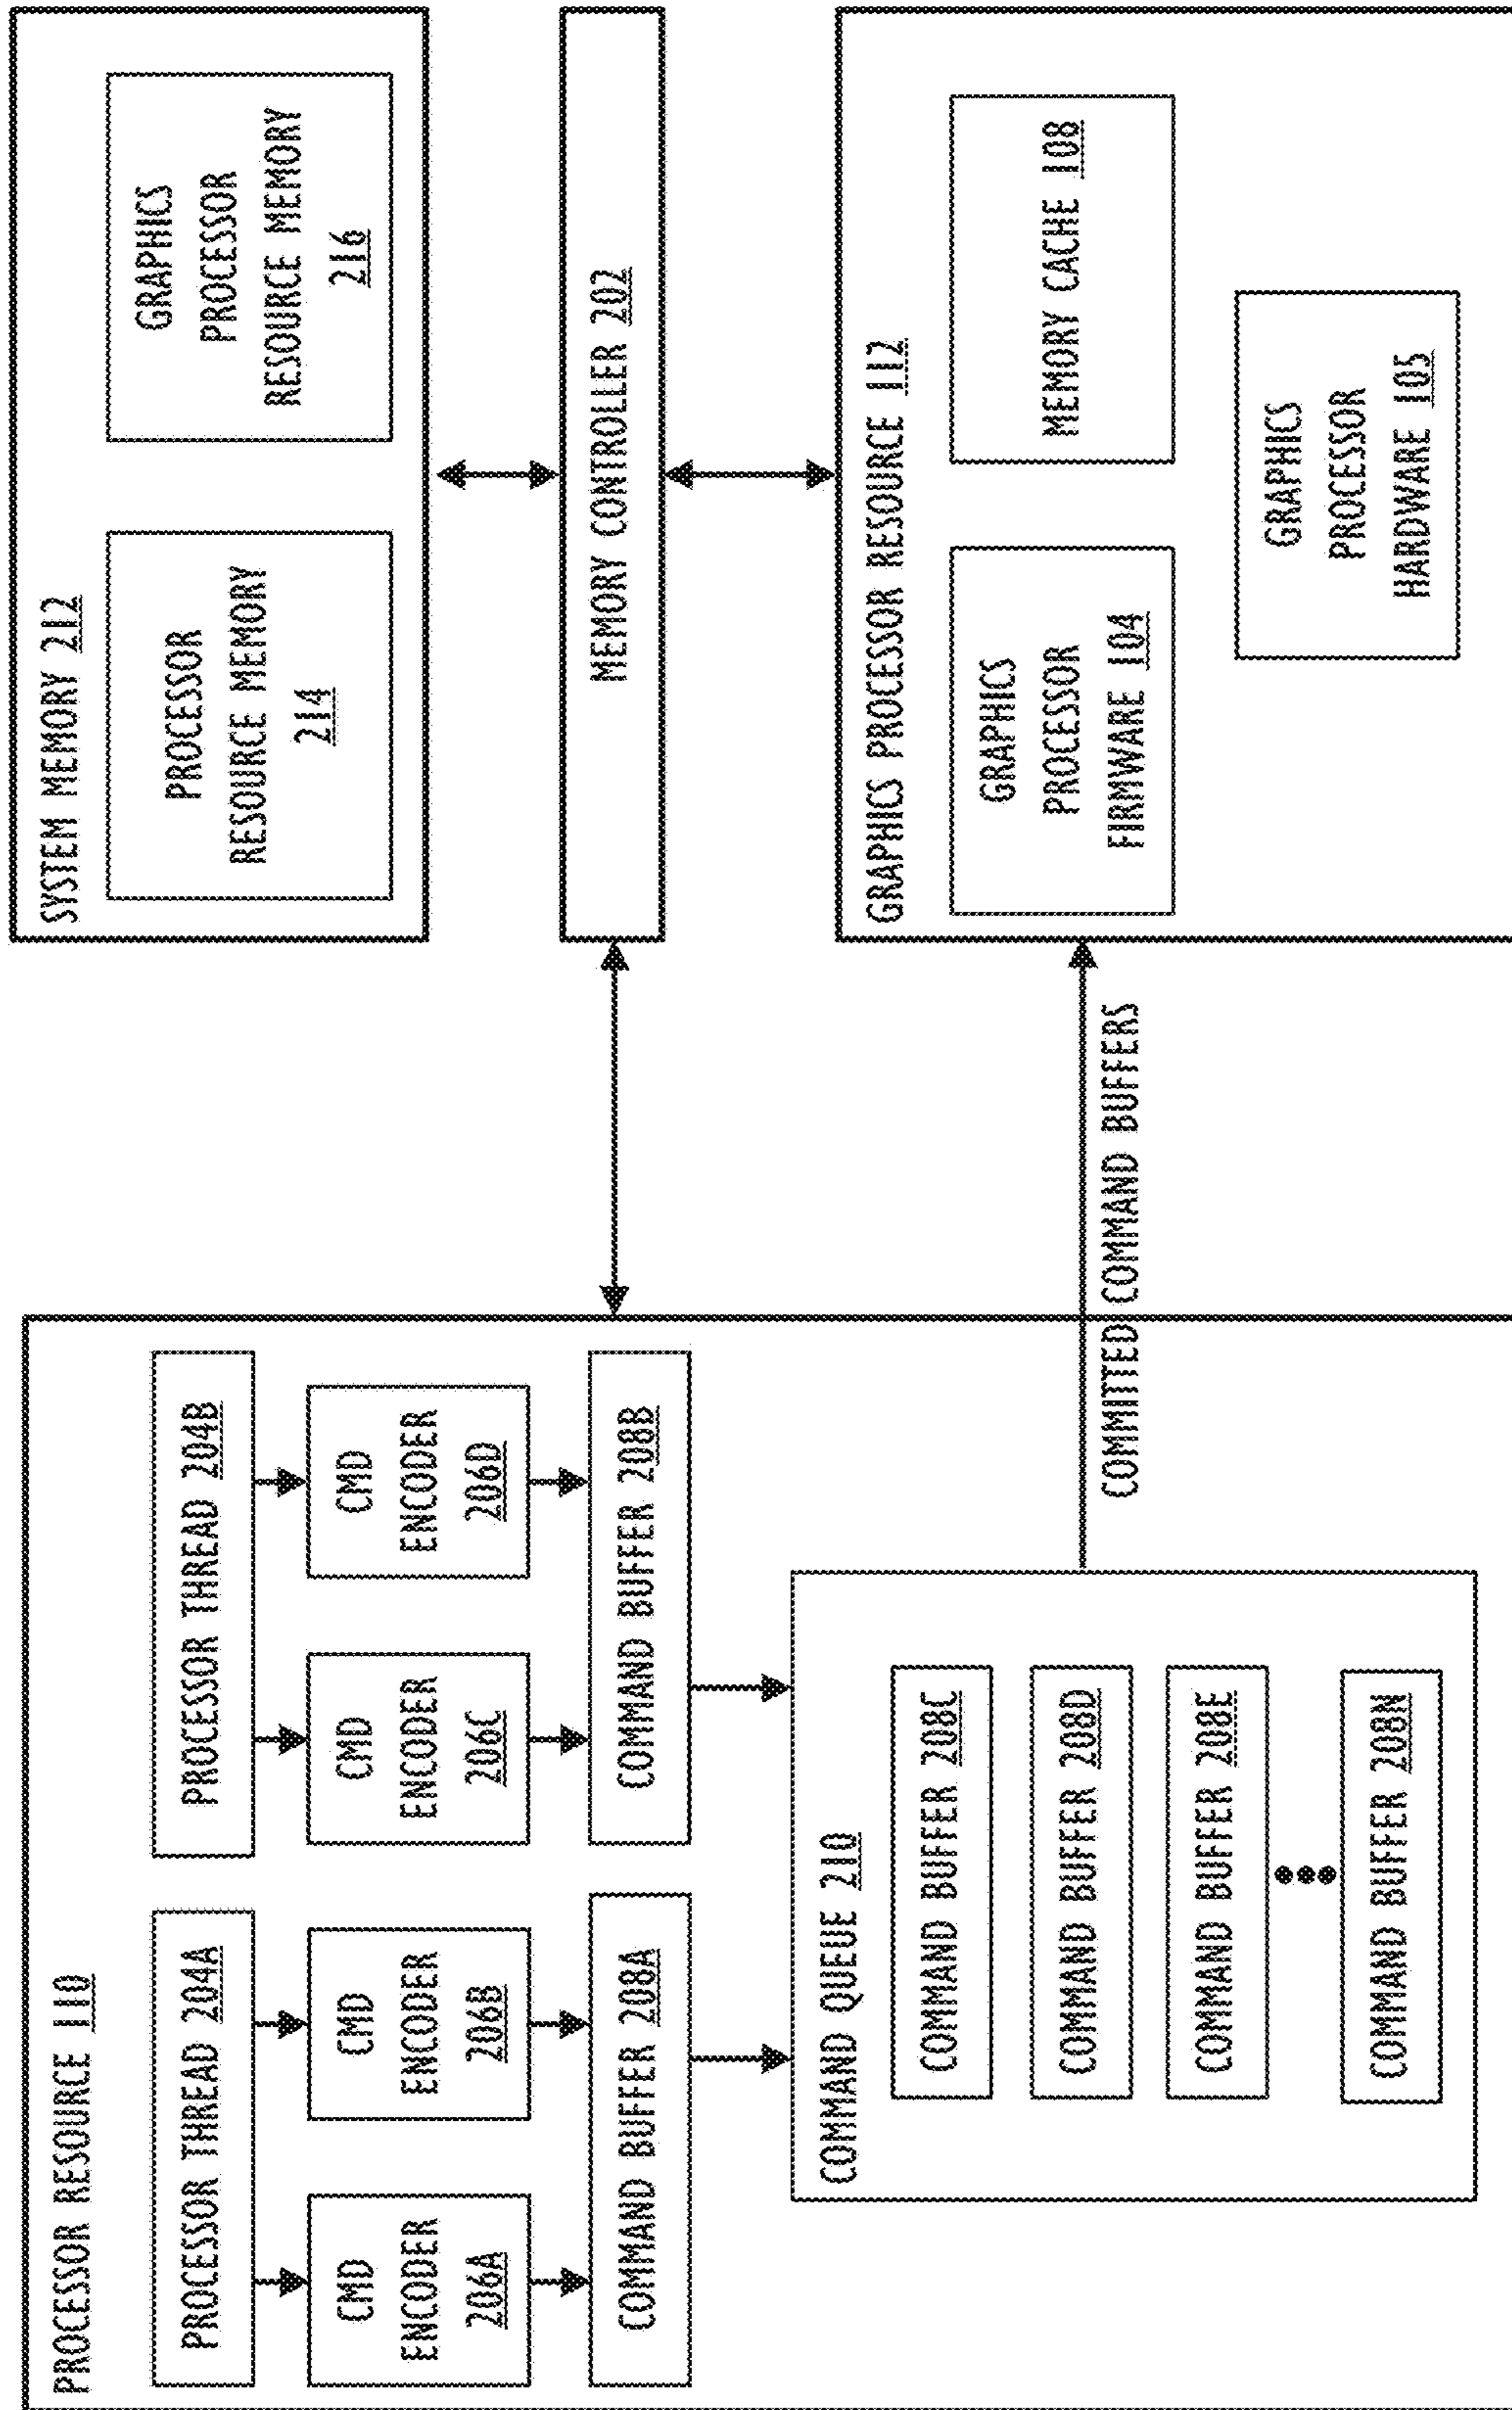 PROCESSOR RESOURCE 110
PROCESSOR THREAD 204A
CMD
ENCODER
206A
CMD
ENCODER
206B
COMMAND BUFFER 208A
PROCESSOR THREAD 204B
CMD
ENCODER
206C
CMD
ENCODER
206D
COMMAND BUFFER 208B
COMMAND QUEUE 210
COMMAND BUFFER 208C
COMMAND BUFFER 208D
COMMAND BUFFER 208E
COMMAND BUFFER 208N
COMMITTED COMMAND BUFFERS
SYSTEM MEMORY 212
PROCESSOR
RESOURCE MEMORY
214
GRAPHICS
PROCESSOR
RESOURCE MEMORY
216
MEMORY CONTROLLER 202
GRAPHICS PROCESSOR RESOURCE 112
GRAPHICS
PROCESSOR
FIRMWARE 104
MEMORY CACHE 108
GRAPHICS
PROCESSOR
HARDWARE 105